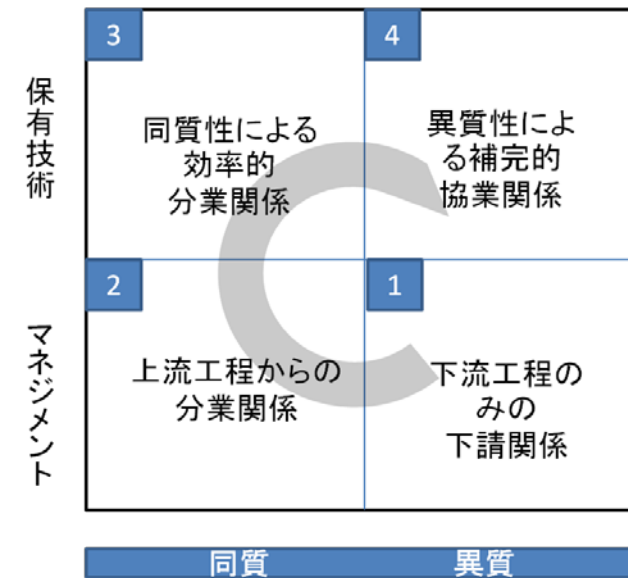 保有技術
3
同質性による
効率的
分業関係
4
異質性によ
る補完的
協業関係
マネジメント
2
上流工程からの
分業関係
1
下流工程の
みの
下請関係
同質
異質